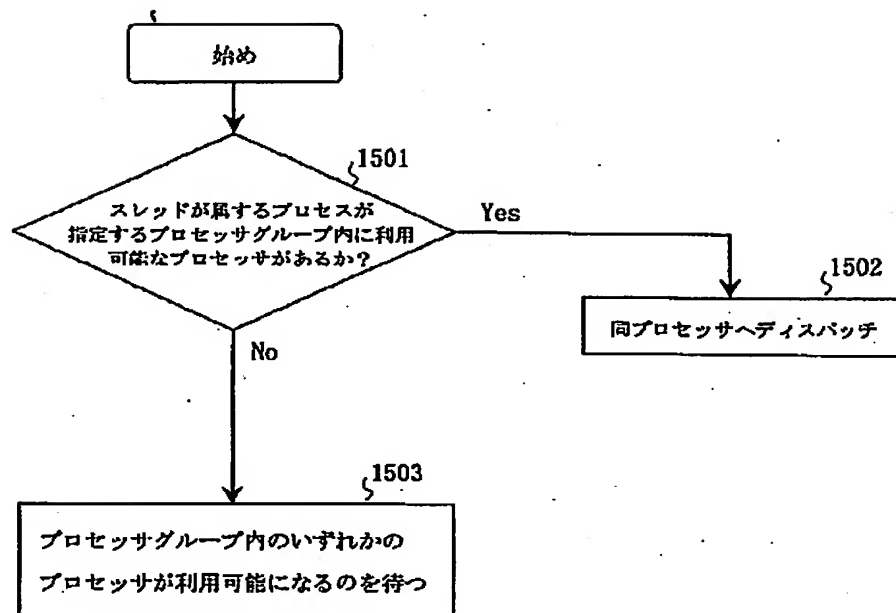 始め
1501
スレッドが属するプロセスが
指定するプロセッサグループ内に利用
可能なプロセッサがあるか?
Yes
1502
同プロセッサへディスパッチ
No
1503
プロセッサグループ内のいずれかの
プロセッサが利用可能になるのを待つ